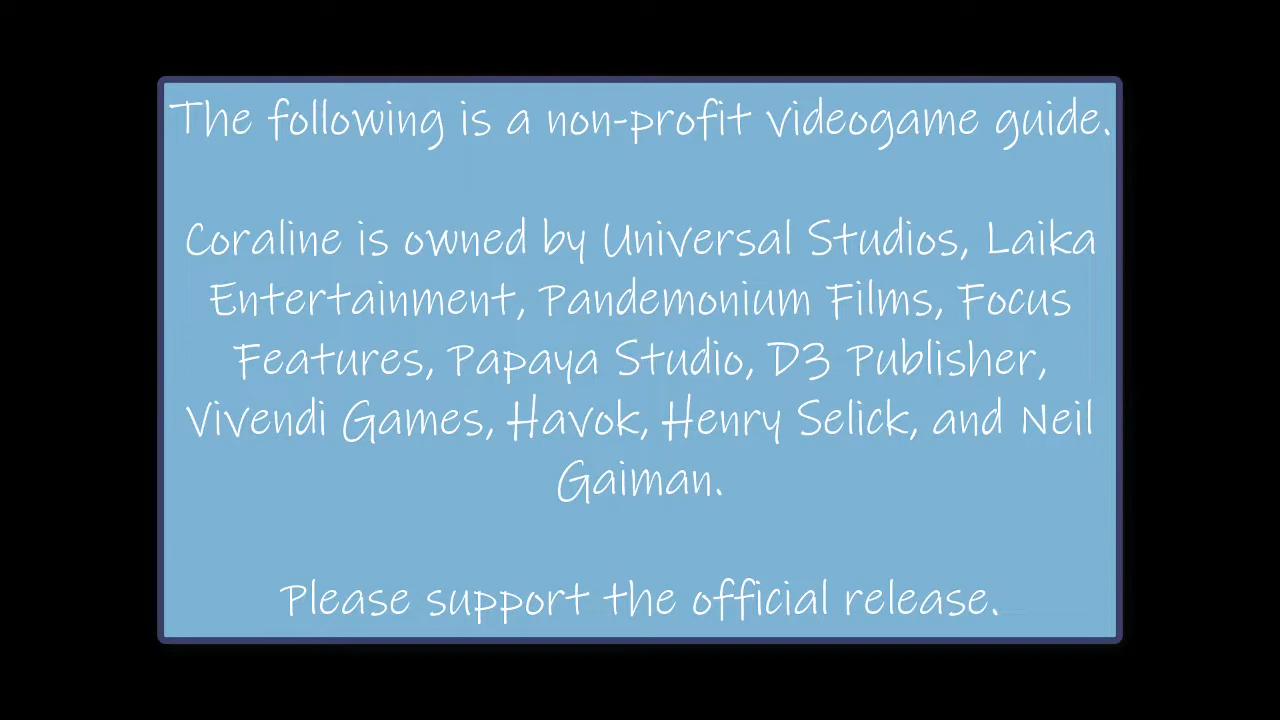 The following is a non-profit videogame guide.
Coraline is owned by Universal Studios, Laika
Entertainment, Pandemonium Films, Focus
Features, Papaya Studio, D3 Publisher,
Vivendi Games, Havok, Henry Selick, and Neil
Gaiman.
Please support the official release.